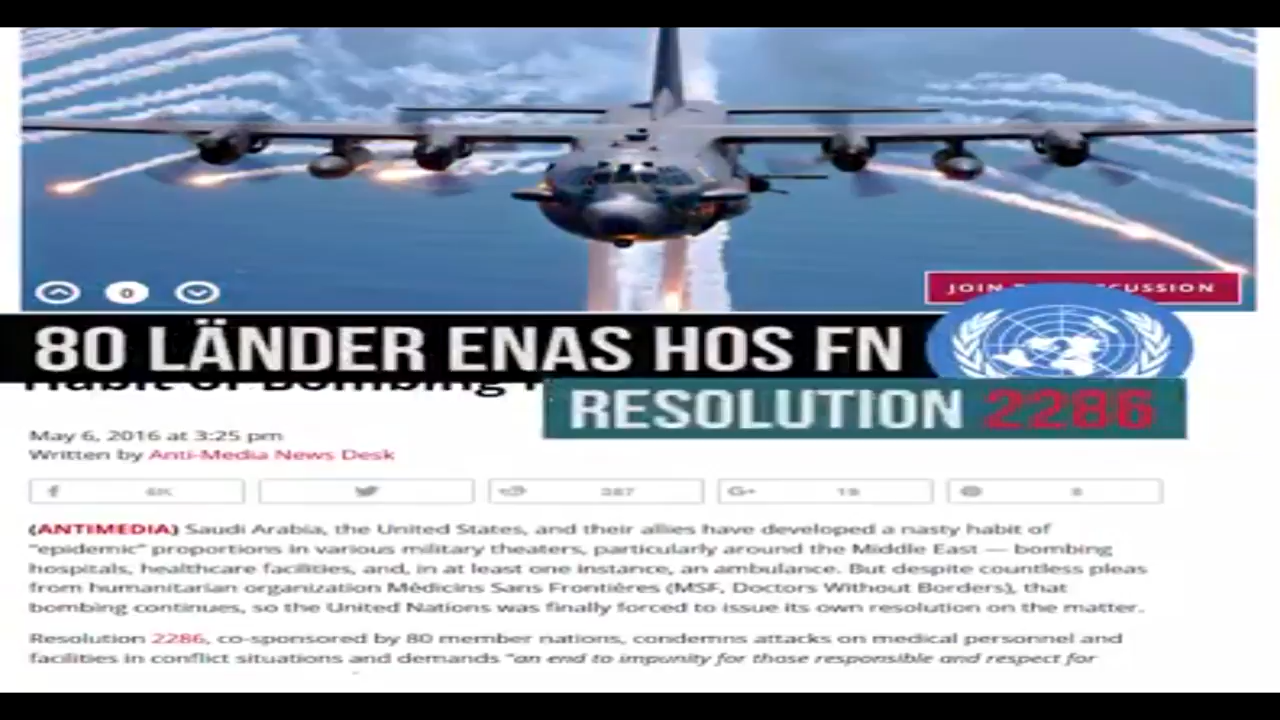 0
80 LÄNDER ENAS HOS FN
RESOLUTION 2286
May 6, 2016 at 3:25 pm
Written by Anti-Media News Desk
6K
387
19
(ANTIMEDIA) Saudi Arabia, the United States, and their allies have developed a nasty habit of
"epidemic" proportions in various military theaters, particularly around the Middle East — bombing
hospitals, healthcare facilities, and, in at least one instance, an ambulance. But despite countless pleas
from humanitarian organization Médicins Sans Frontiéres (MSF, Doctors Without Borders), that
bombing continues, so the United Nations was finally forced to issue its own resolution on the matter.
Resolution 2286, co-sponsored by 80 member nations, condemns attacks on medical personnel and
facilities in conflict situations and demands "an end to impunity for those responsible and respect for